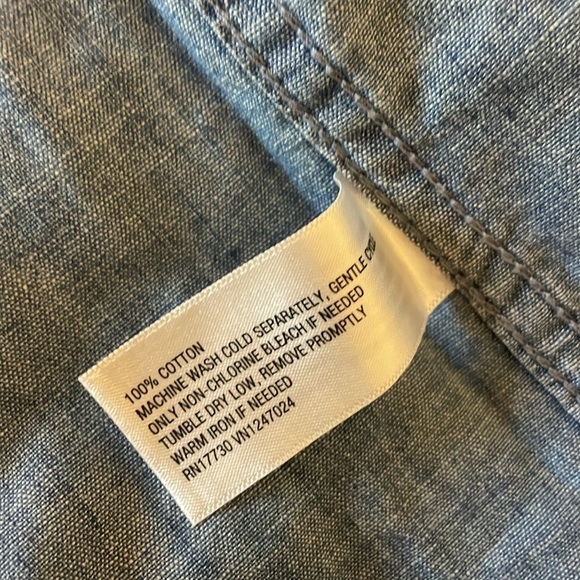 100% COTTON
MACHINE WASH COLD SEPARATELY, GENTLE
ONLY NON-CHLORINE BLEACH IF NEEDED
TUMBLE DRY LOW, REMOVE PROMPTLY
WARM IRON IF NEEDED
RN17730 VN1247024